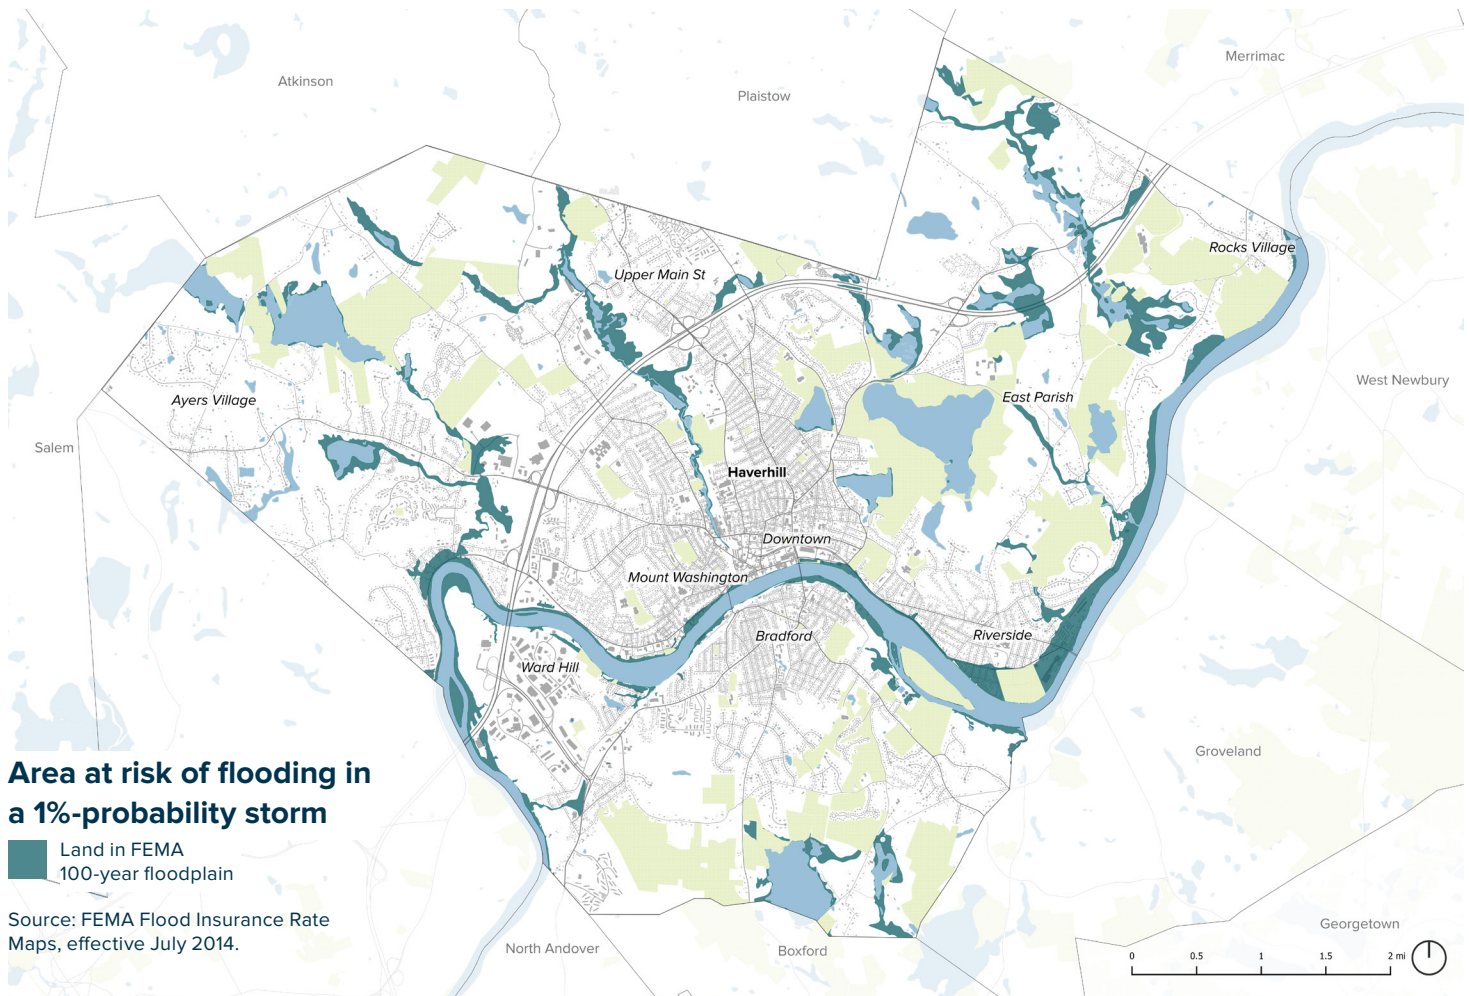 Merrimac
Atkinson
Plaistow
Rocks Village
Upper Main St
West Newbury
Ayers Village
East Parish
Salem
Haverhill
Downtown
Mount Washington
Bradford
Riverside
Ward Hill
Groveland
Area at risk of flooding in
a 1%-probability storm
Land in FEMA
100-year floodplain
Source: FEMA Flood Insurance Rate
Maps, effective July 2014.
Georgetown
North Andover
Boxford
0 0.5 1 1.5 2 mi